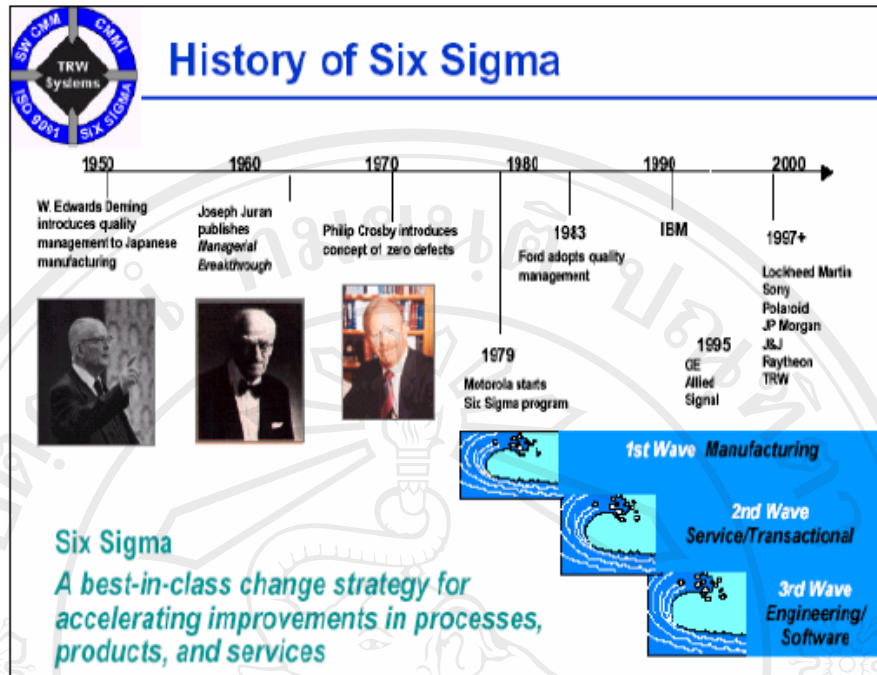 SW CMM
CMMI
TRW
Systems
ISO 9001
SIX SIGMA
History of Six Sigma
1950
1960
1970
1980
1990
2000
W. Edwards Deming
introduces quality
management to Japanese
manufacturing
Joseph Juran
publishes
Managerial
Breakthrough
Philip Crosby introduces
concept of zero defects
1979
Motorola starts
Six Sigma program
1983
Ford adopts quality
management
IBM
1995
GE
Allied
Signal
1997+
Lockheed Martin
Sony
Polaroid
JP Morgan
J&J
Raytheon
TRW
1st Wave Manufacturing
2nd Wave
Service/Transactional
3rd Wave
Engineering/
Software
Six Sigma
A best-in-class change strategy for
accelerating improvements in processes,
products, and services